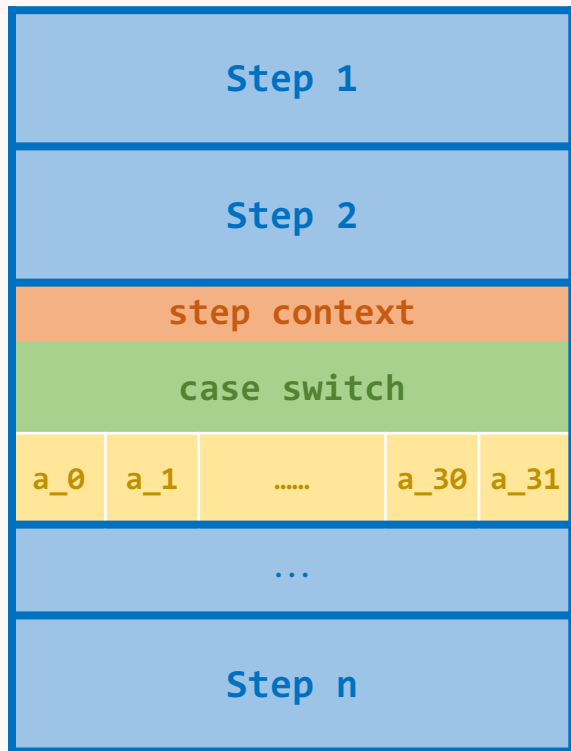 Step 1
Step 2
step context
case switch
a_0 a_1 …… a_30 a_31
...
Step n